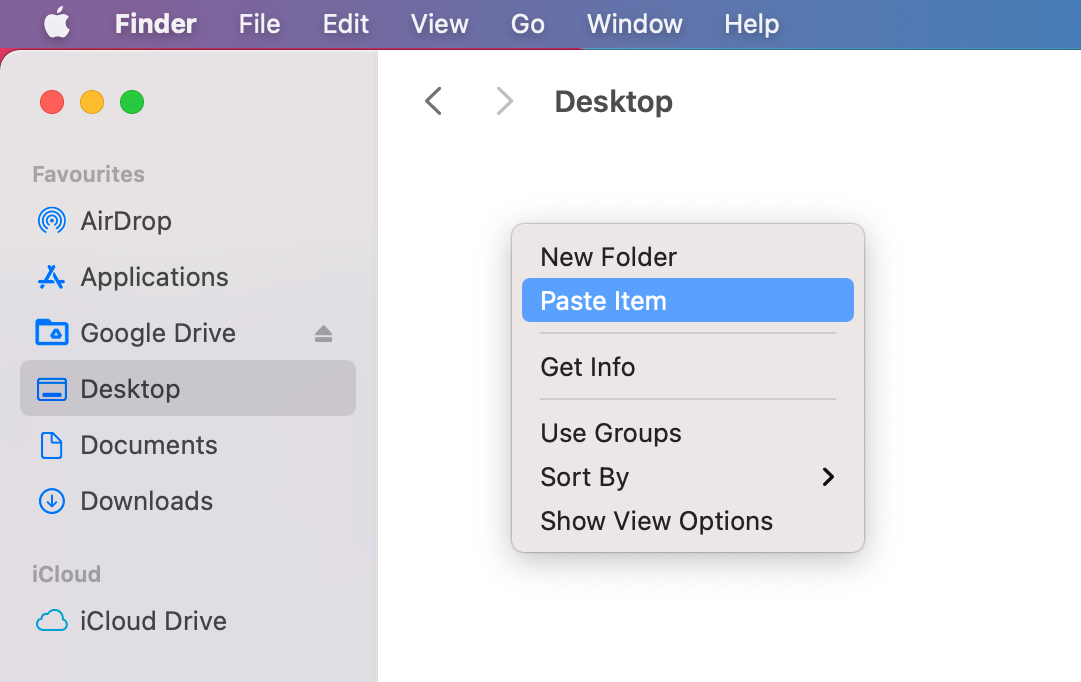 Finder File Edit View Go Window Help
Desktop
Favourites
AirDrop
Applications
Google Drive
Desktop
Documents
Downloads
iCloud
iCloud Drive
New Folder
Paste Item
Get Info
Use Groups
Sort By
Show View Options